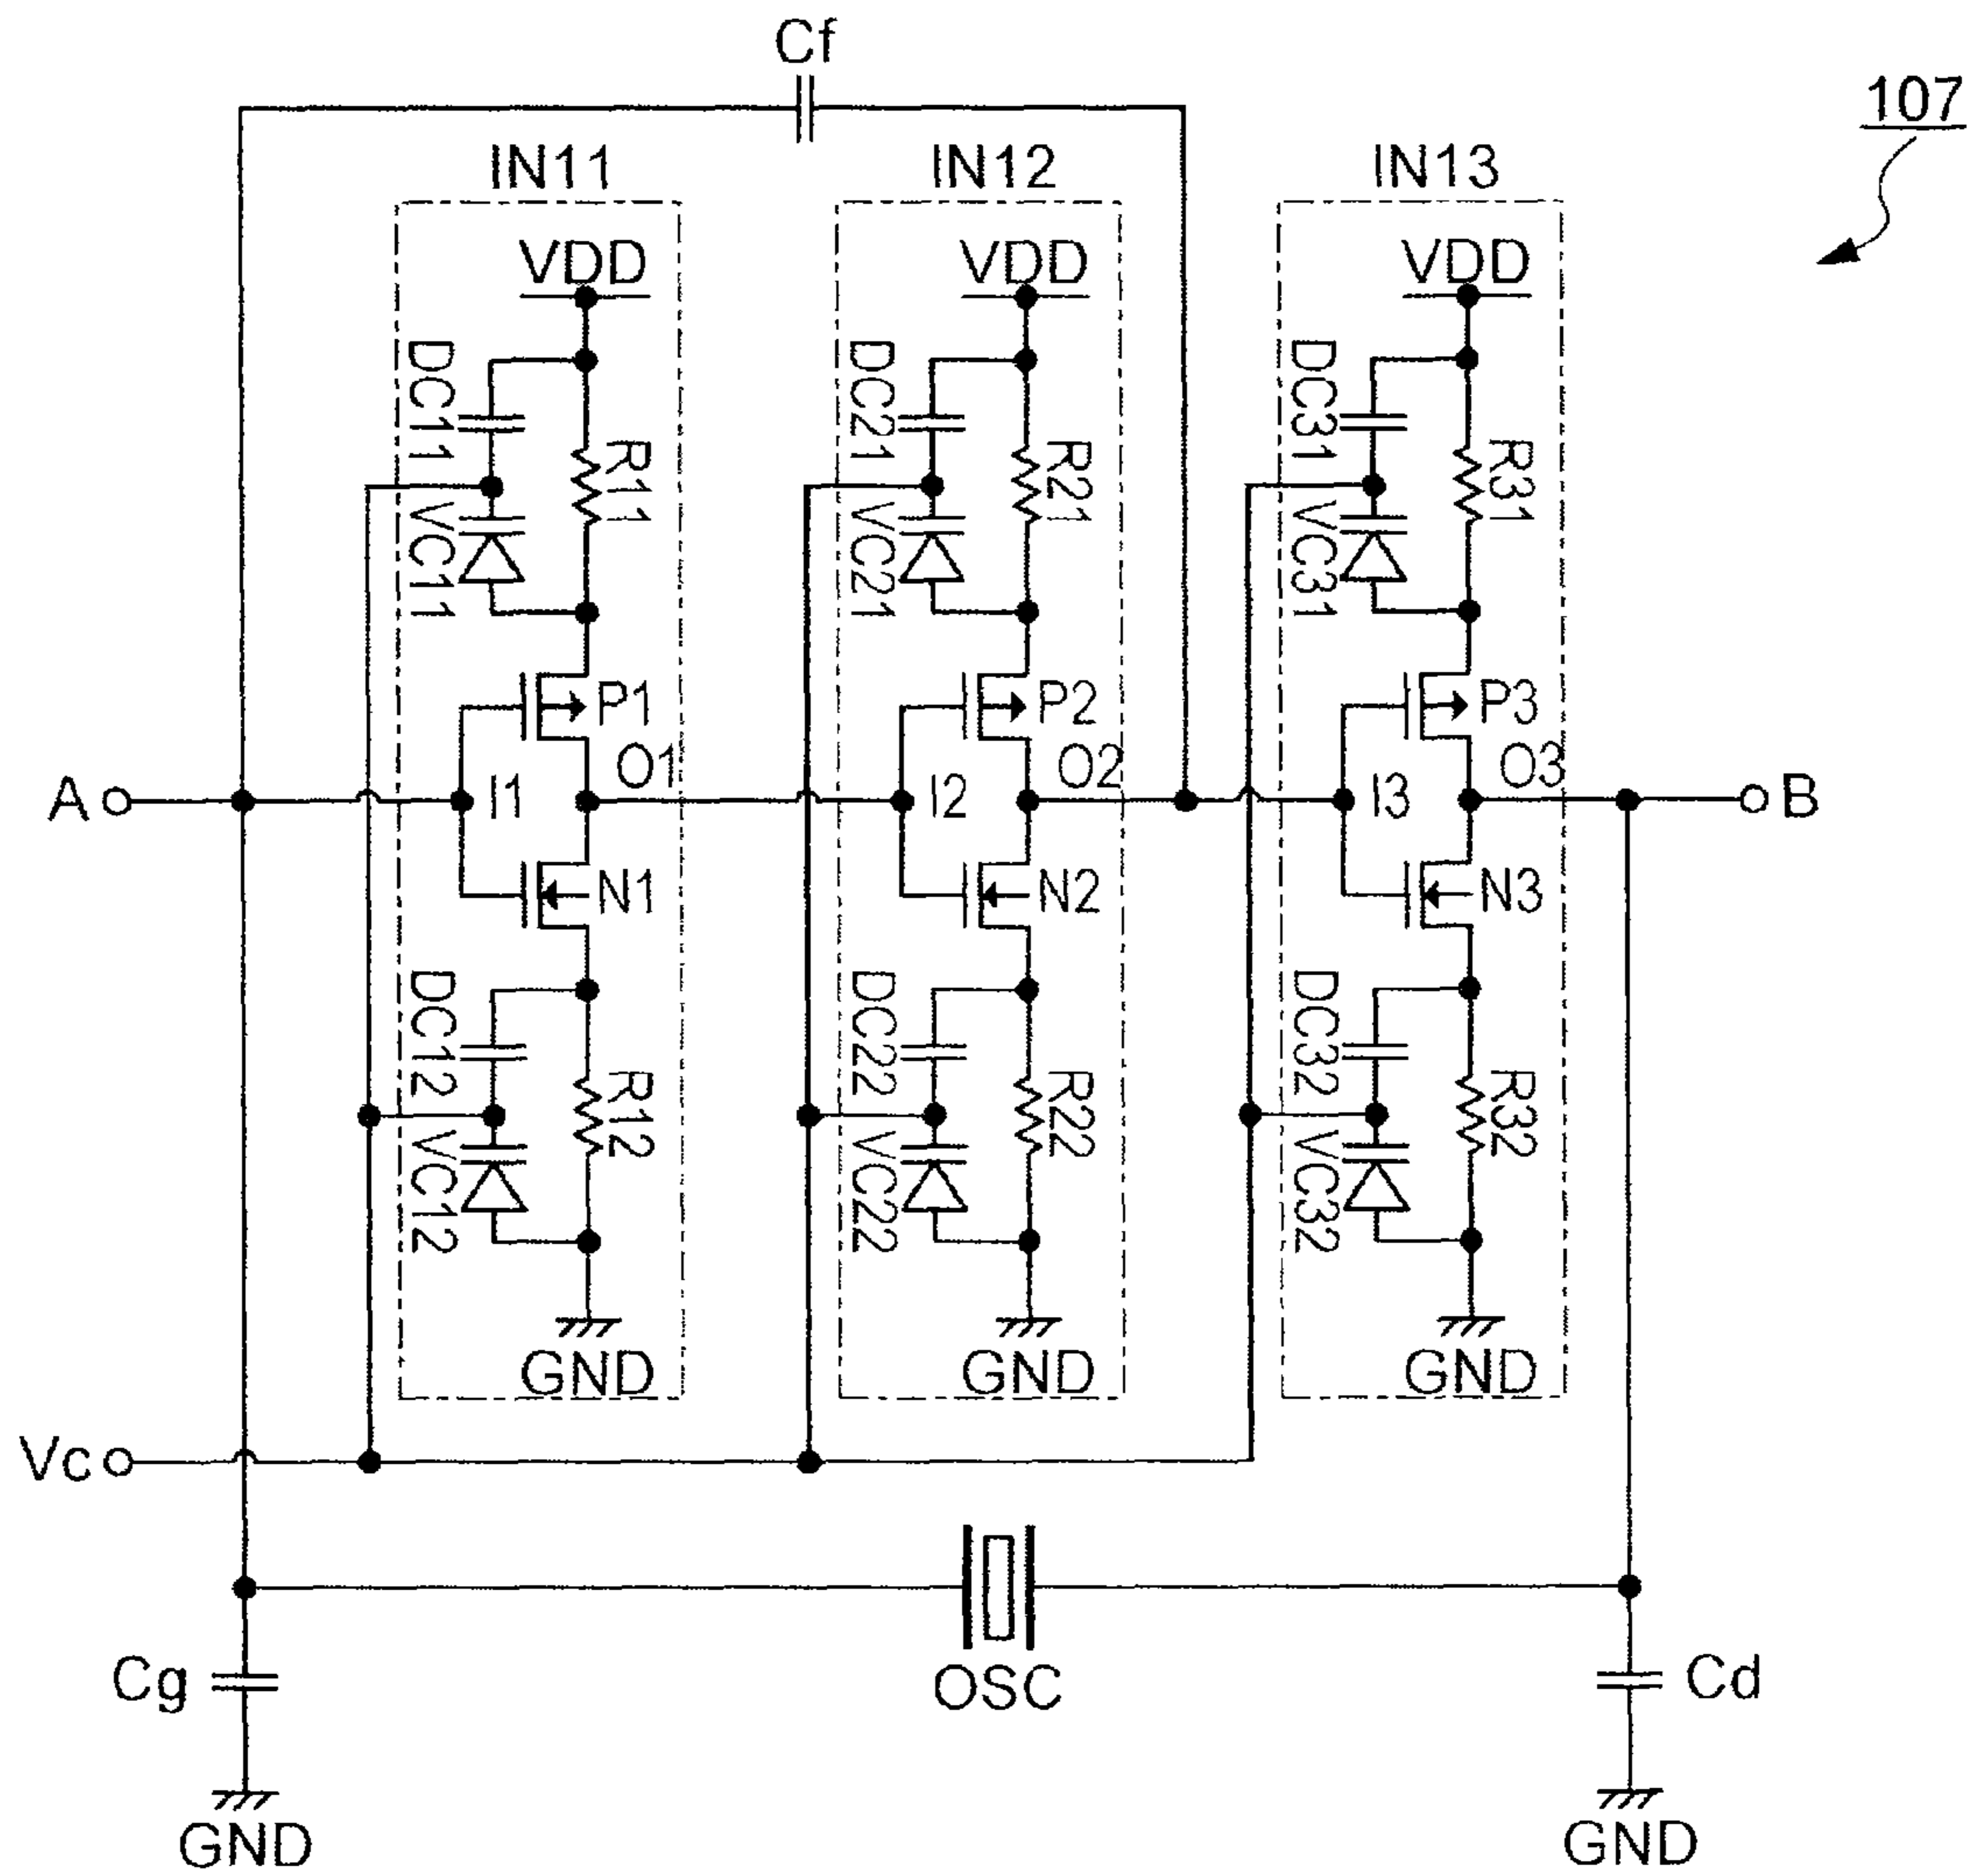 Cf
107
IN11
IN12
IN13
VDD
VDD
VDD
DC11
R11
VC11
DC21
R21
VC21
DC31
R31
VC31
P1
P2
P3
O1
O2
O3
A
I1
I2
I3
B
N1
N2
N3
DC12
R12
VC12
DC22
R22
VC22
DC32
R32
VC32
GND
GND
GND
Vc
Cg
OSC
Cd
GND
GND